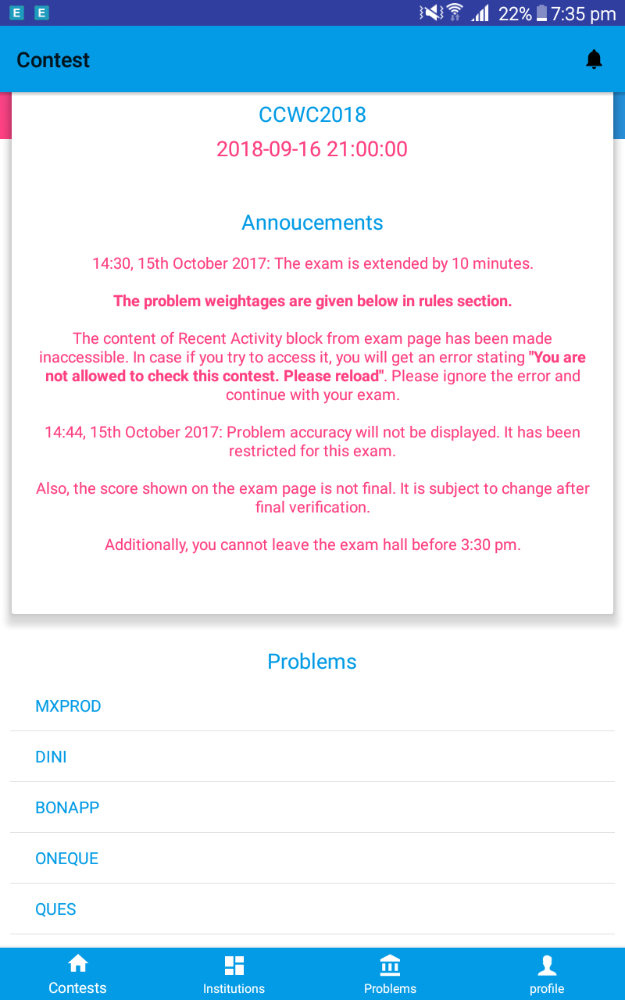 E E 22% 7:35 pm
Contest
CCWC2018
2018-09-16 21:00:00
Annoucements
14:30, 15th October 2017: The exam is extended by 10 minutes.
The problem weightages are given below in rules section.
The content of Recent Activity block from exam page has been made
inaccessible. In case if you try to access it, you will get an error stating "You are
not allowed to check this contest. Please reload". Please ignore the error and
continue with your exam.
14:44, 15th October 2017: Problem accuracy will not be displayed. It has been
restricted for this exam.
Also, the score shown on the exam page is not final. It is subject to change after
final verification.
Additionally, you cannot leave the exam hall before 3:30 pm.
Problems
MXPROD
DINI
BONAPP
ONEQUE
QUES
Contests Institutions Problems profile